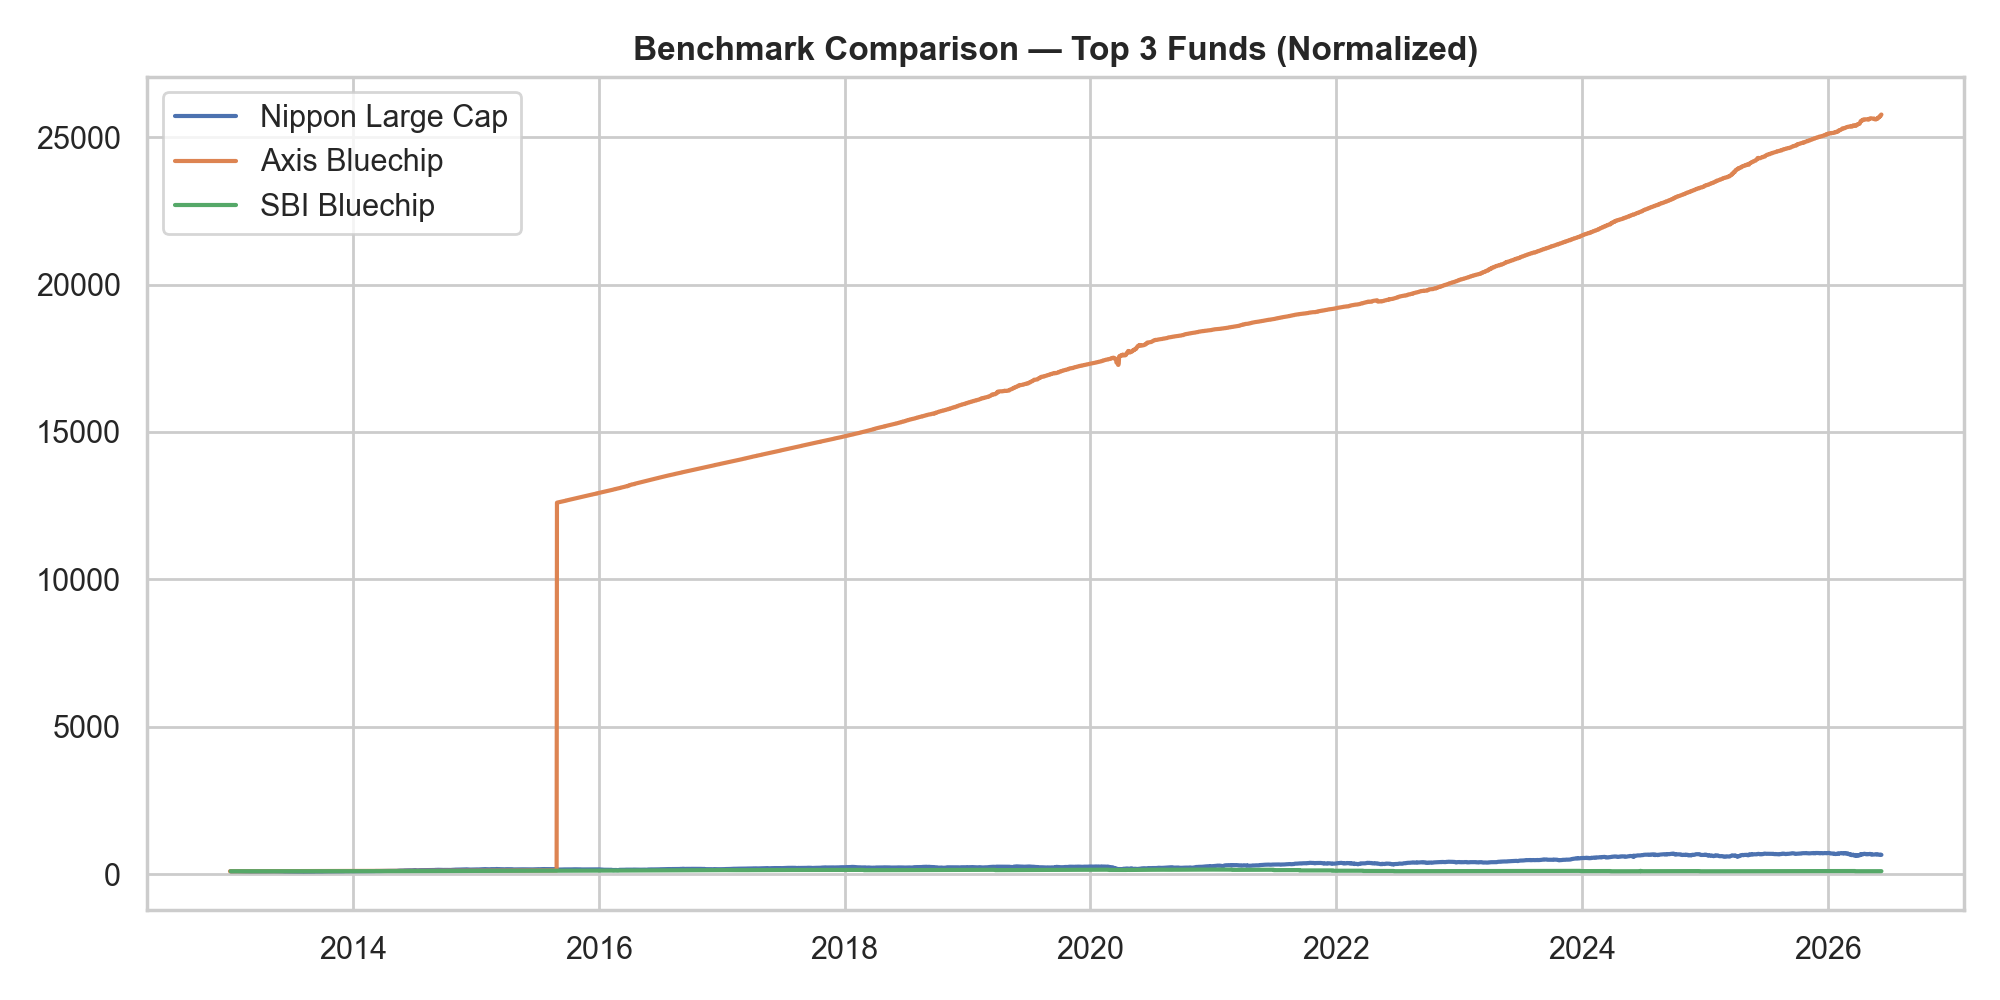 Benchmark Comparison — Top 3 Funds (Normalized)
Nippon Large Cap
Axis Bluechip
SBI Bluechip
25000
20000
15000
10000
5000
0
2014 2016 2018 2020 2022 2024 2026